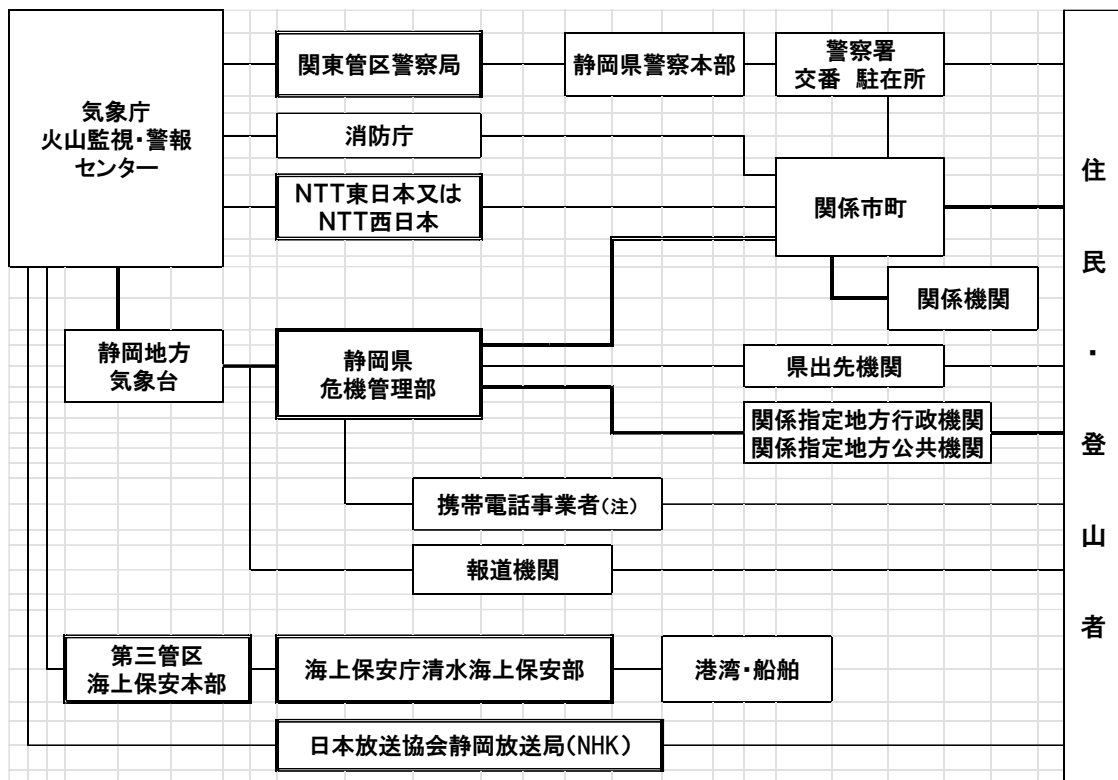 気象庁
火山監視・警報
センター
関東管区警察局
静岡県警察本部
警察署
交番 駐在所
消防庁
NTT東日本又は
NTT西日本
関係市町
関係機関
静岡地方
気象台
静岡県
危機管理部
県出先機関
関係指定地方行政機関
関係指定地方公共機関
携帯電話事業者(注)
報道機関
第三管区
海上保安本部
海上保安庁清水海上保安部
港湾・船舶
日本放送協会静岡放送局(NHK)
住民・登山者